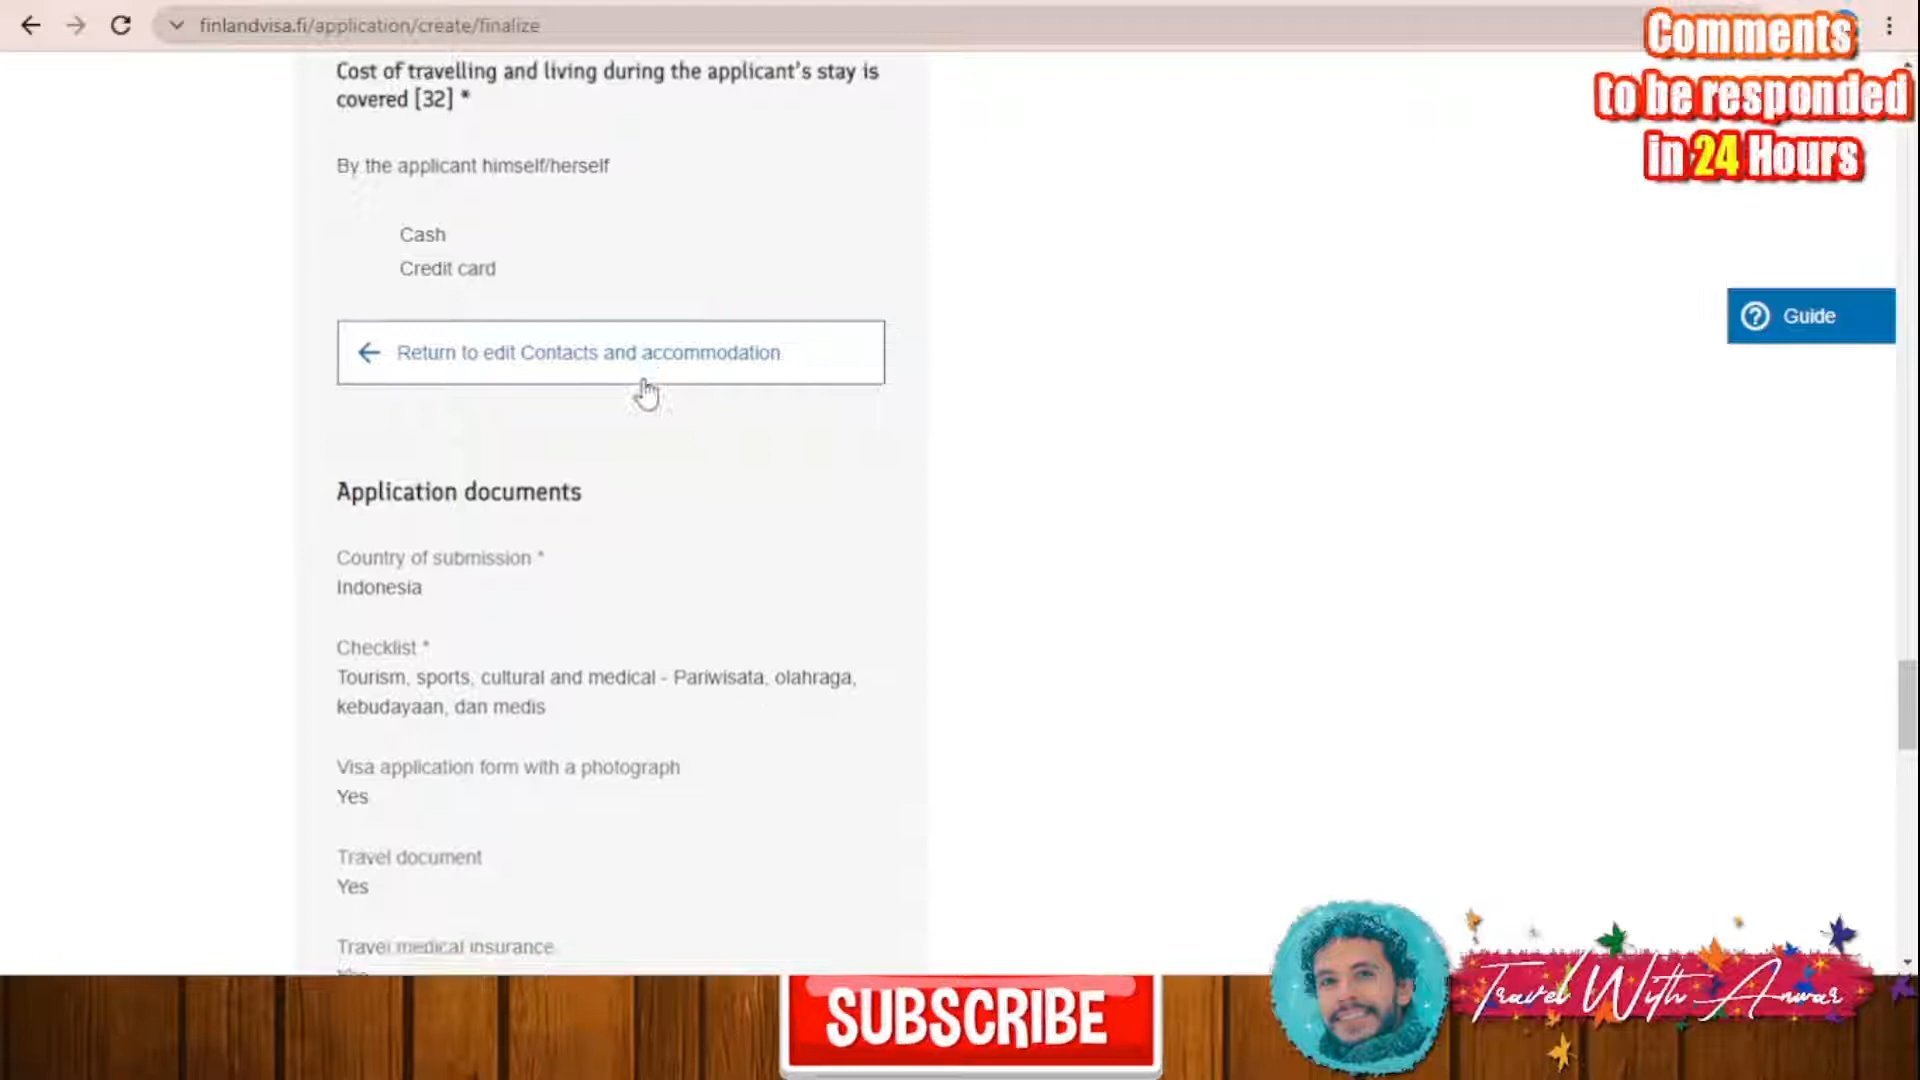 finlandvisa.fi/application/create/finalize
Comments
to be responded
in 24 Hours
Cost of travelling and living during the applicant's stay is
covered [32] *
By the applicant himself/herself
Cash
Credit card
Guide
Return to edit Contacts and accommodation
Application documents
Country of submission *
Indonesia
Checklist *
Tourism, sports, cultural and medical - Pariwisata, olahraga,
kebudayaan, dan medis
Visa application form with a photograph
Yes
Travel document
Yes
Travel medical insurance
SUBSCRIBE
Travel With Anwar